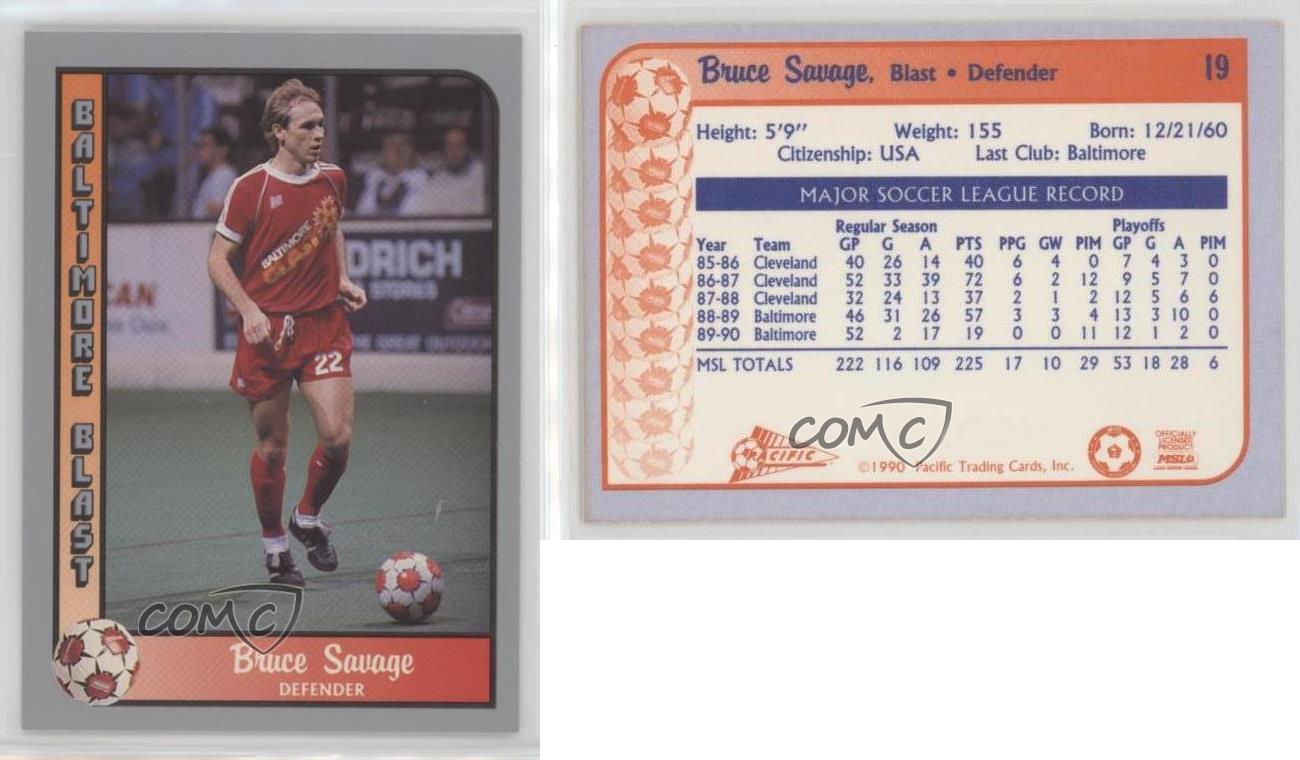 BALTIMORE BLAST
BALTIMORE
BLAST
22
DRICH
STORES
CAN
COMC
Bruce Savage
DEFENDER
Bruce Savage, Blast • Defender 19
Height: 5'9" Weight: 155 Born: 12/21/60
Citizenship: USA Last Club: Baltimore
MAJOR SOCCER LEAGUE RECORD
Regular Season Playoffs
Year Team GP G A PTS PPG GW PIM GP G A PIM
85-86 Cleveland 40 26 14 40 6 4 0 7 4 3 0
86-87 Cleveland 52 33 39 72 6 2 12 9 5 7 0
87-88 Cleveland 32 24 13 37 2 1 2 12 5 6 6
88-89 Baltimore 46 31 26 57 3 3 4 13 3 10 0
89-90 Baltimore 52 2 17 19 0 0 11 12 1 2 0
MSL TOTALS 222 116 109 225 17 10 29 53 18 28 6
COMC
PACIFIC
©1990 Pacific Trading Cards, Inc.
OFFICIALLY
LICENSED
PRODUCT
MSL